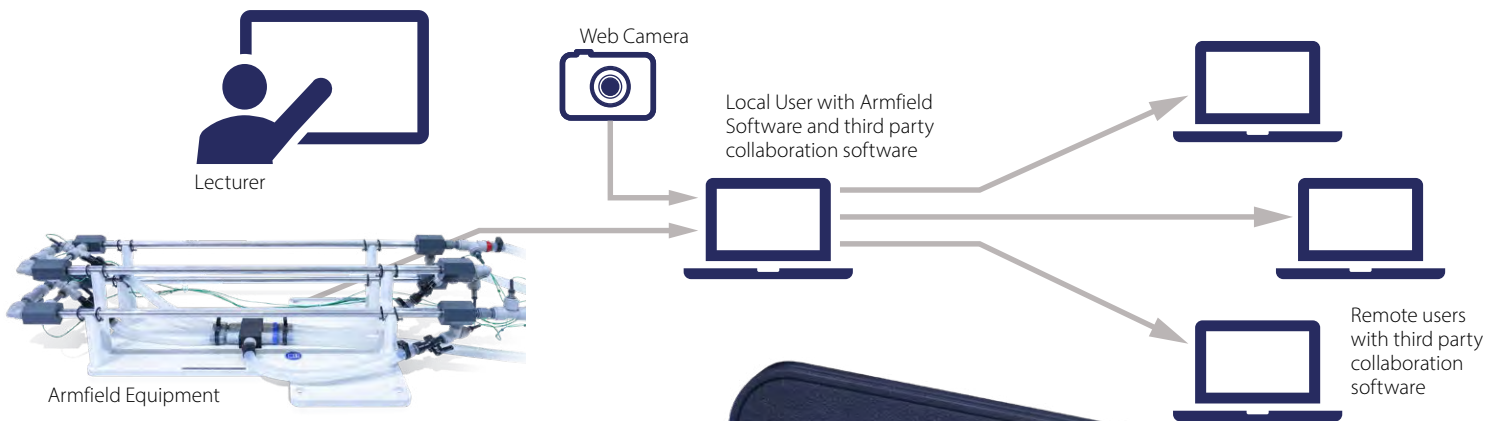 Web Camera
Local User with Armfield
Software and third party
collaboration software
Lecturer
Armfield Equipment
Remote users
with third party
collaboration
software